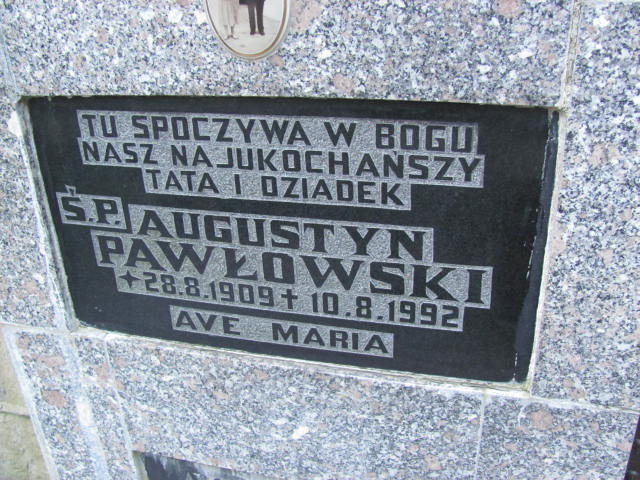 TU SPOCZYWA W BOGU
NASZ NAJUKOCHAŃSZY
TATA I DZIADEK
Ś.P. AUGUSTYN
PAWŁOWSKI
28.8.1909 † 10.8.1992
AVE MARIA